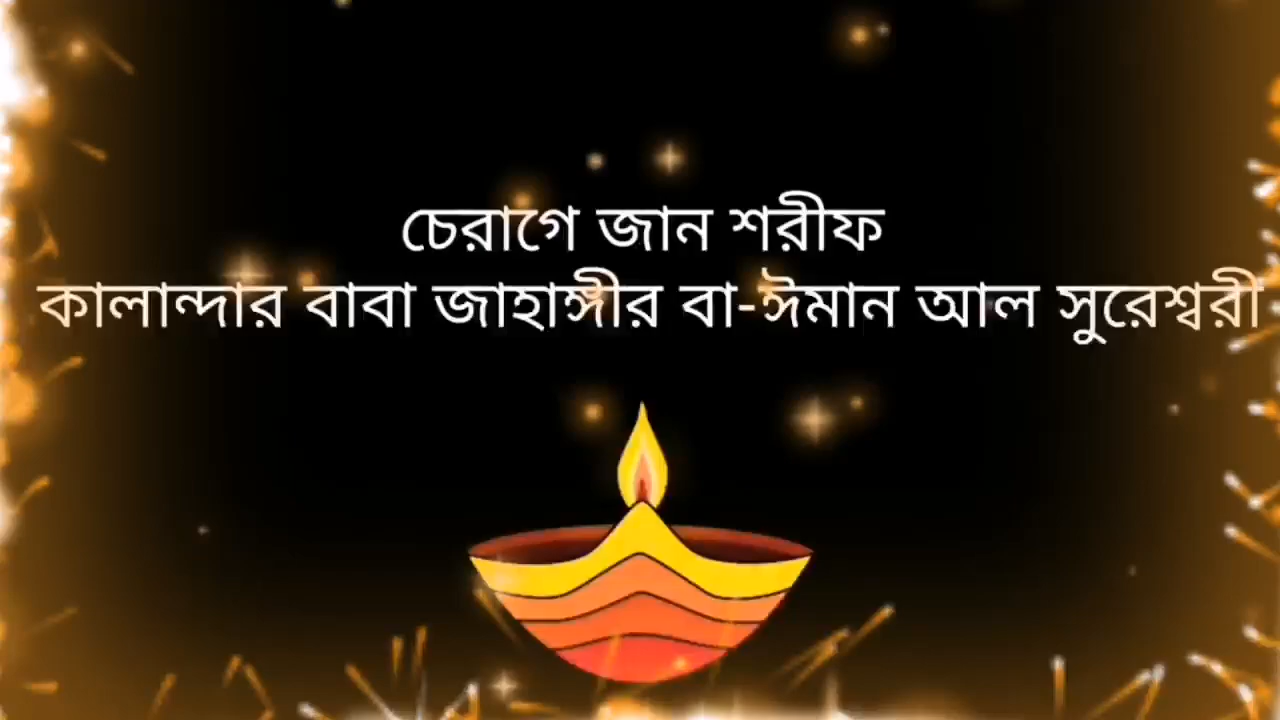 চেরাগে জান শরীফ
কালান্দার বাবা জাহাঙ্গীর বা-ঈমান আল সুরেশ্বরী